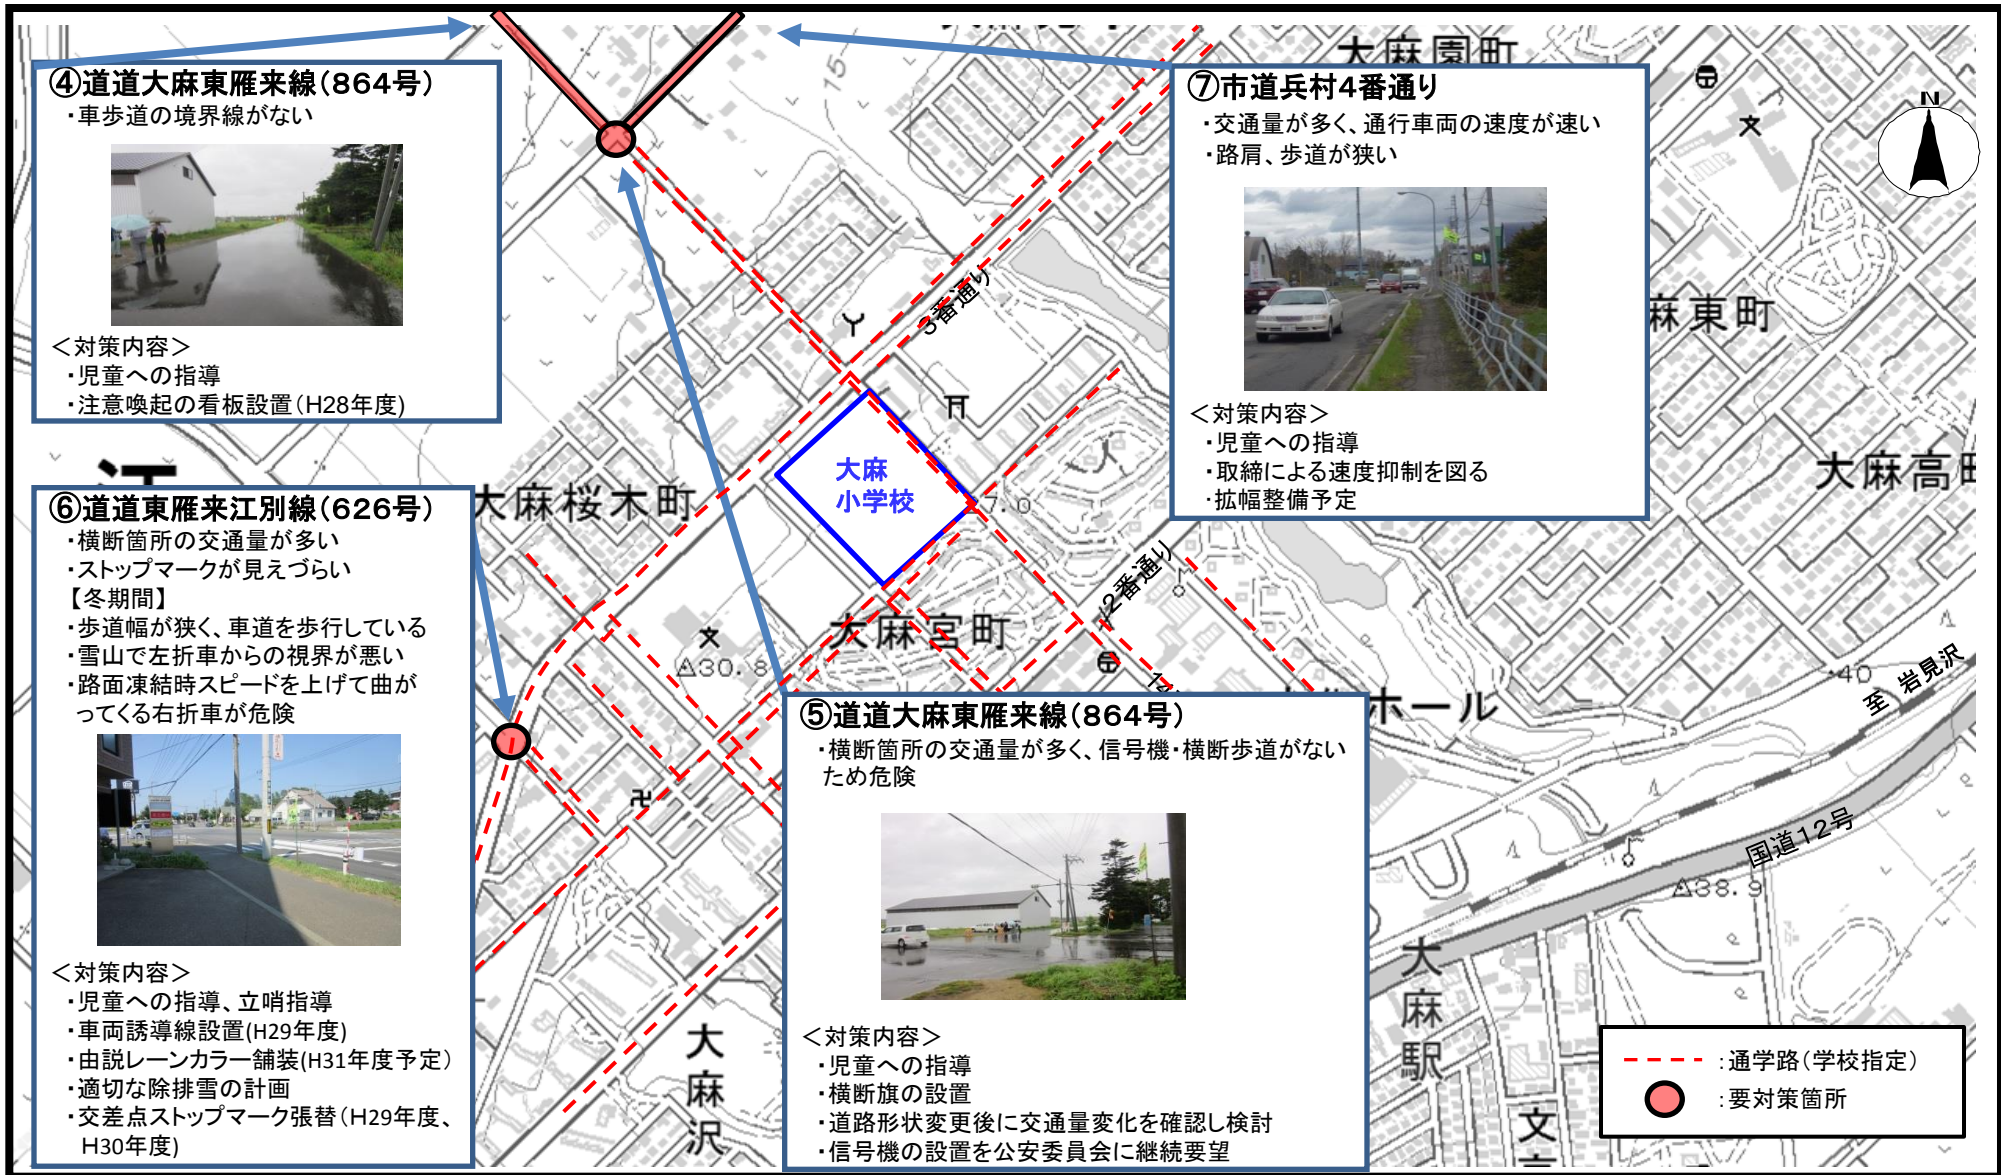 ④道道大麻東雁来線(864号)
・車歩道の境界線がない
＜対策内容＞
・児童への指導
・注意喚起の看板設置(H28年度)
⑦市道兵村4番通り
・交通量が多く、通行車両の速度が速い
・路肩、歩道が狭い
＜対策内容＞
・児童への指導
・取締による速度抑制を図る
・拡幅整備予定
⑥道道東雁来江別線(626号)
・横断箇所の交通量が多い
・ストップマークが見えづらい
【冬期間】
・歩道幅が狭く、車道を歩行している
・雪山で左折車からの視界が悪い
・路面凍結時スピードを上げて曲が
ってくる右折車が危険
＜対策内容＞
・児童への指導、立哨指導
・車両誘導線設置(H29年度)
・由説レーンカラー舗装(H31年度予定)
・適切な除排雪の計画
・交差点ストップマーク張替(H29年度、
H30年度)
⑤道道大麻東雁来線(864号)
・横断箇所の交通量が多く、信号機・横断歩道がない
ため危険
＜対策内容＞
・児童への指導
・横断旗の設置
・道路形状変更後に交通量変化を確認し検討
・信号機の設置を公安委員会に継続要望
大麻園町
N
15
文
3番通り
麻東町
大麻
小学校
大麻桜木町
大麻高
7.0
2番通り
文
30.8
大麻宮町
ホール
至 岩見沢
40
国道12号
38.9
大麻駅
大麻沢
文
：通学路(学校指定)
：要対策箇所